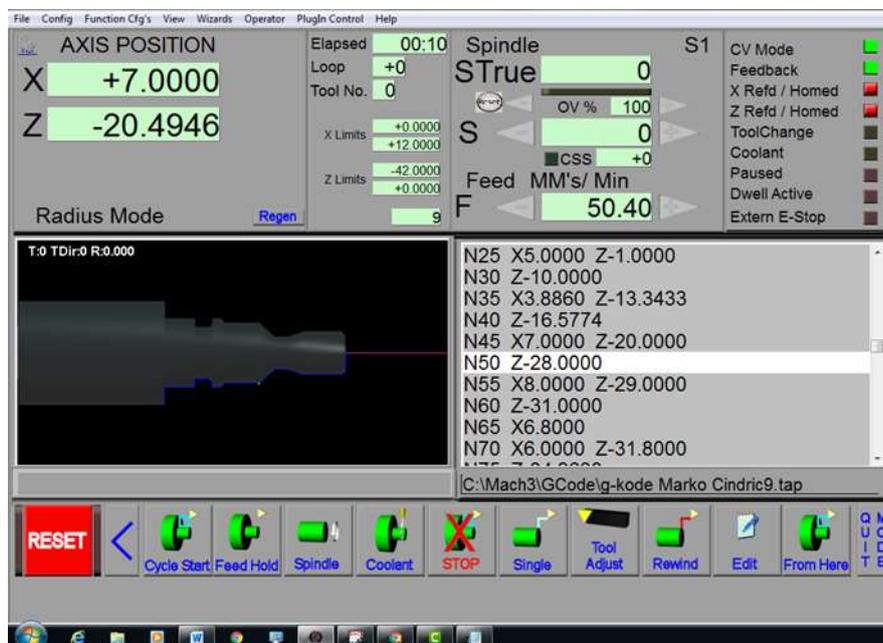 File Config Function Cfg's View Wizards Operator PlugIn Control Help
AXIS POSITION
X +7.0000
Z -20.4946
Radius Mode Regen
Elapsed 00:10
Loop +0
Tool No. 0
X Limits +0.0000
+12.0000
Z Limits -42.0000
+0.0000
9
Spindle S1
STrue 0
Reset OV % 100
S 0
CSS +0
Feed MM's/ Min
F 50.40
CV Mode
Feedback
X Refd / Homed
Z Refd / Homed
ToolChange
Coolant
Paused
Dwell Active
Extern E-Stop
T:0 TDir:0 R:0.000
N25 X5.0000 Z-1.0000
N30 Z-10.0000
N35 X3.8860 Z-13.3433
N40 Z-16.5774
N45 X7.0000 Z-20.0000
N50 Z-28.0000
N55 X8.0000 Z-29.0000
N60 Z-31.0000
N65 X6.8000
N70 X6.0000 Z-31.8000
C:\Mach3\GCode\g-kode Marko Cindric9.tap
RESET
Cycle Start
Feed Hold
Spindle
Coolant
STOP
Single
Tool
Adjust
Rewind
Edit
From Here
QUIT